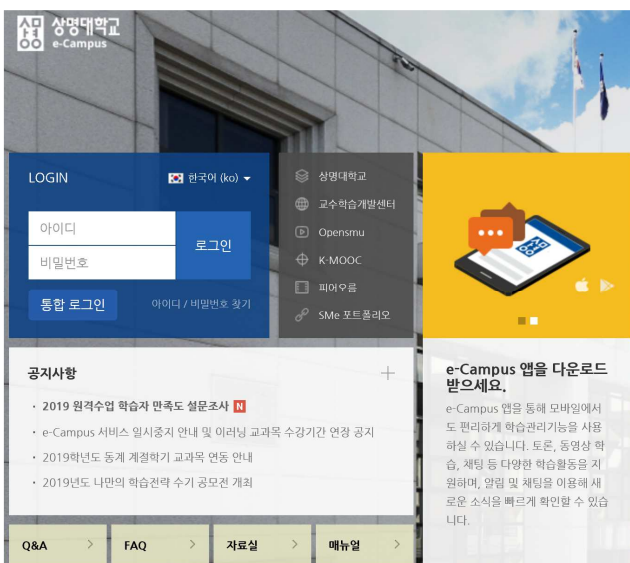 상명대학교
e-Campus
LOGIN
한국어 (ko)
아이디
비밀번호
로그인
통합 로그인
아이디 / 비밀번호 찾기
상명대학교
교수학습개발센터
Opensmu
K-MOOC
피어오름
SMe 포트폴리오
공지사항
· 2019 원격수업 학습자 만족도 설문조사 N
· e-Campus 서비스 일시중지 안내 및 이러닝 교과목 수강기간 연장 공지
· 2019학년도 동계 계절학기 교과목 연동 안내
· 2019년도 나만의 학습전략 수기 공모전 개최
e-Campus 앱을 다운로드
받으세요.
e-Campus 앱을 통해 모바일에서
도 편리하게 학습관리기능을 사용
하실 수 있습니다. 토론, 동영상 학
습, 채팅 등 다양한 학습활동을 지
원하며, 알림 및 채팅을 이용해 새
로운 소식을 빠르게 확인할 수 있습
니다.
Q&A
FAQ
자료실
매뉴얼